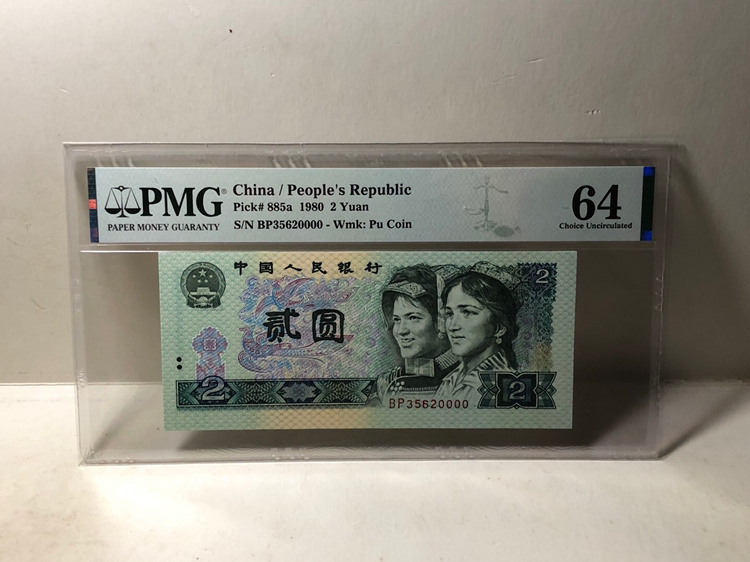 PMG
PAPER MONEY GUARANTY
China / People's Republic
Pick# 885a 1980 2 Yuan
S/N BP35620000 - Wmk: Pu Coin
64
Choice Uncirculated
中国人民银行
2
贰圆
2
2
BP35620000